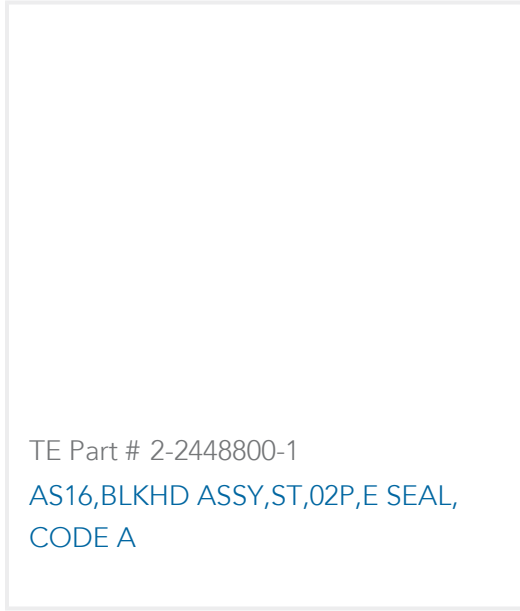 TE Part # 2-2448800-1
AS16,BLKHD ASSY,ST,02P,E SEAL,
CODE A